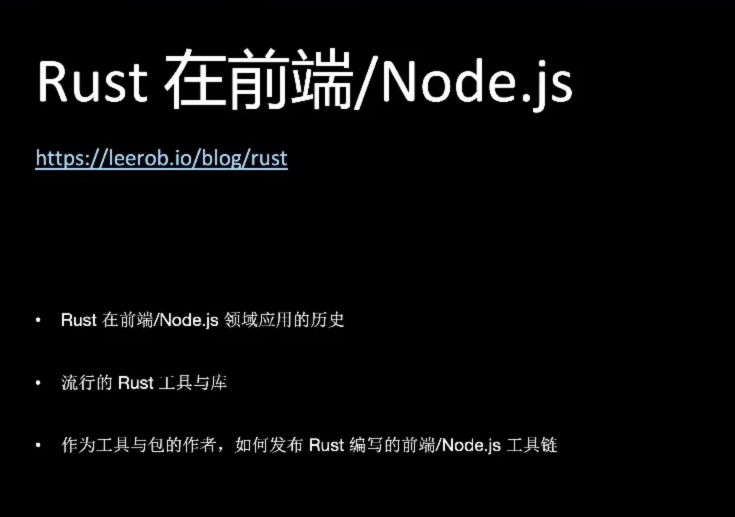 Rust 在前端/Node.js
https://leerob.io/blog/rust
• Rust 在前端/Node.js 领域应用的历史
• 流行的 Rust 工具与库
• 作为工具与包的作者，如何发布 Rust 编写的前端/Node.js 工具链